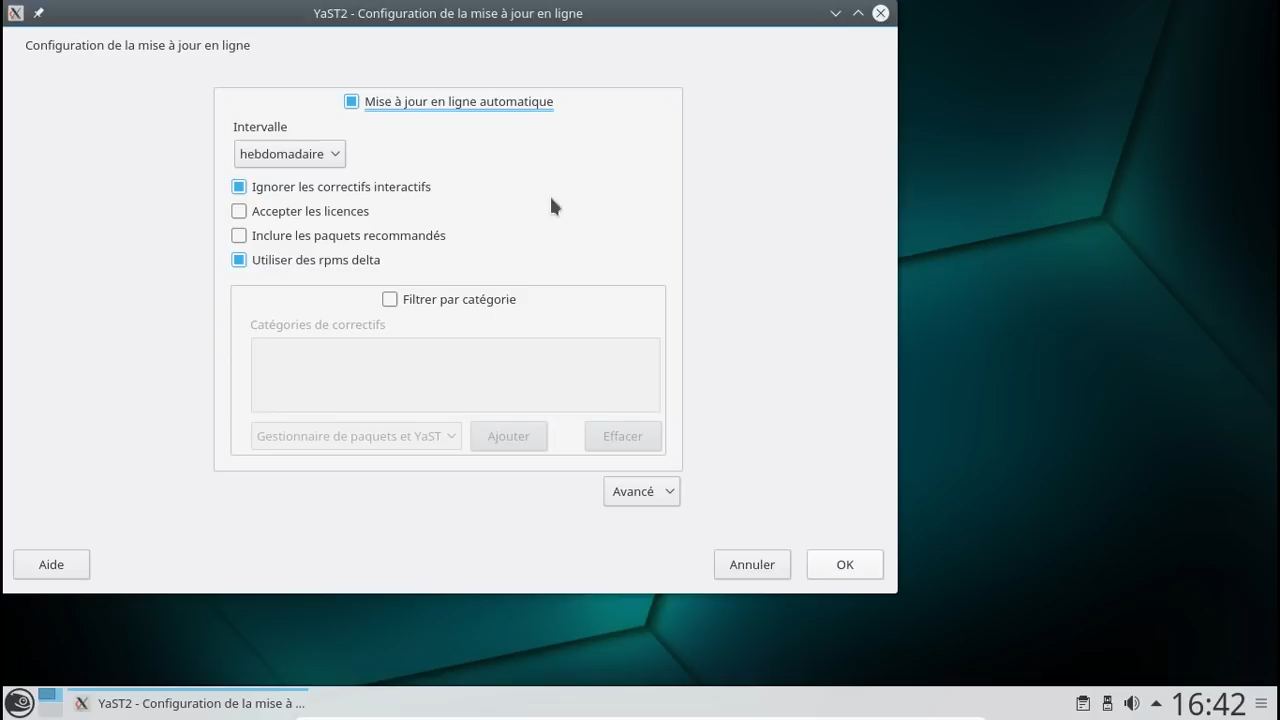 YaST2 - Configuration de la mise à jour en ligne
Configuration de la mise à jour en ligne
Mise à jour en ligne automatique
Intervalle
hebdomadaire
Ignorer les correctifs interactifs
Accepter les licences
Inclure les paquets recommandés
Utiliser des rpms delta
Filtrer par catégorie
Catégories de correctifs
Gestionnaire de paquets et YaST
Ajouter
Effacer
Avancé
Aide
Annuler
OK
YaST2 - Configuration de la mise à ...
16:42